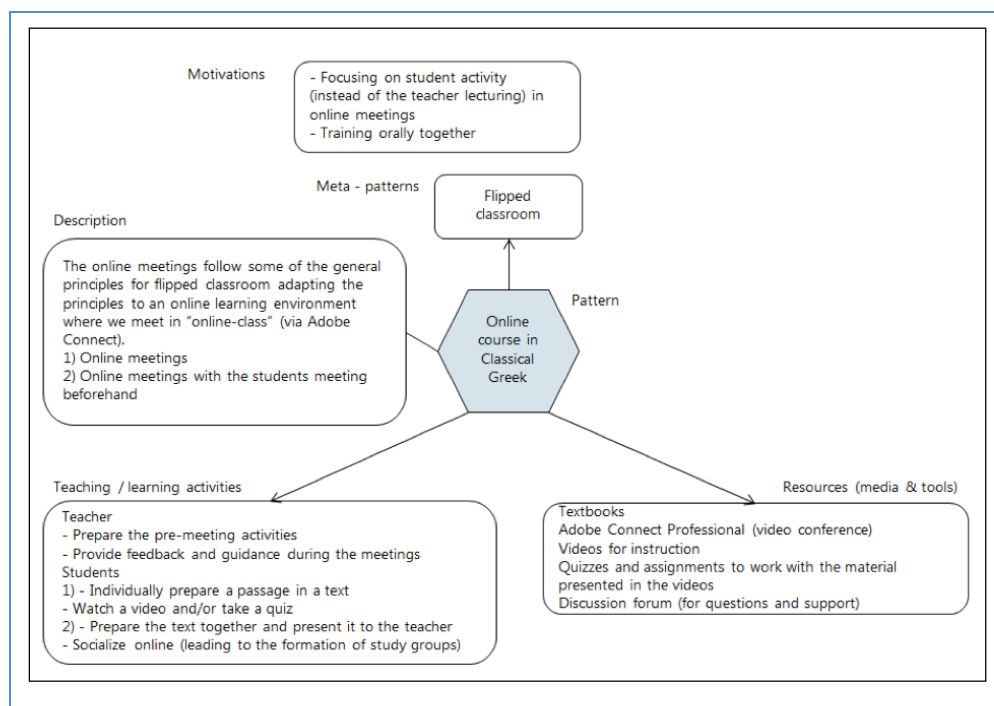 Motivations
- Focusing on student activity
(instead of the teacher lecturing) in
online meetings
- Training orally together
Meta - patterns
Flipped
classroom
Description
The online meetings follow some of the general
principles for flipped classroom adapting the
principles to an online learning environment
where we meet in “online-class” (via Adobe
Connect).
1) Online meetings
2) Online meetings with the students meeting
beforehand
Pattern
Online
course in
Classical
Greek
Teaching / learning activities
Teacher
- Prepare the pre-meeting activities
- Provide feedback and guidance during the meetings
Students
1) - Individually prepare a passage in a text
- Watch a video and/or take a quiz
2) - Prepare the text together and present it to the teacher
- Socialize online (leading to the formation of study groups)
Resources (media & tools)
Textbooks
Adobe Connect Professional (video conference)
Videos for instruction
Quizzes and assignments to work with the material
presented in the videos
Discussion forum (for questions and support)